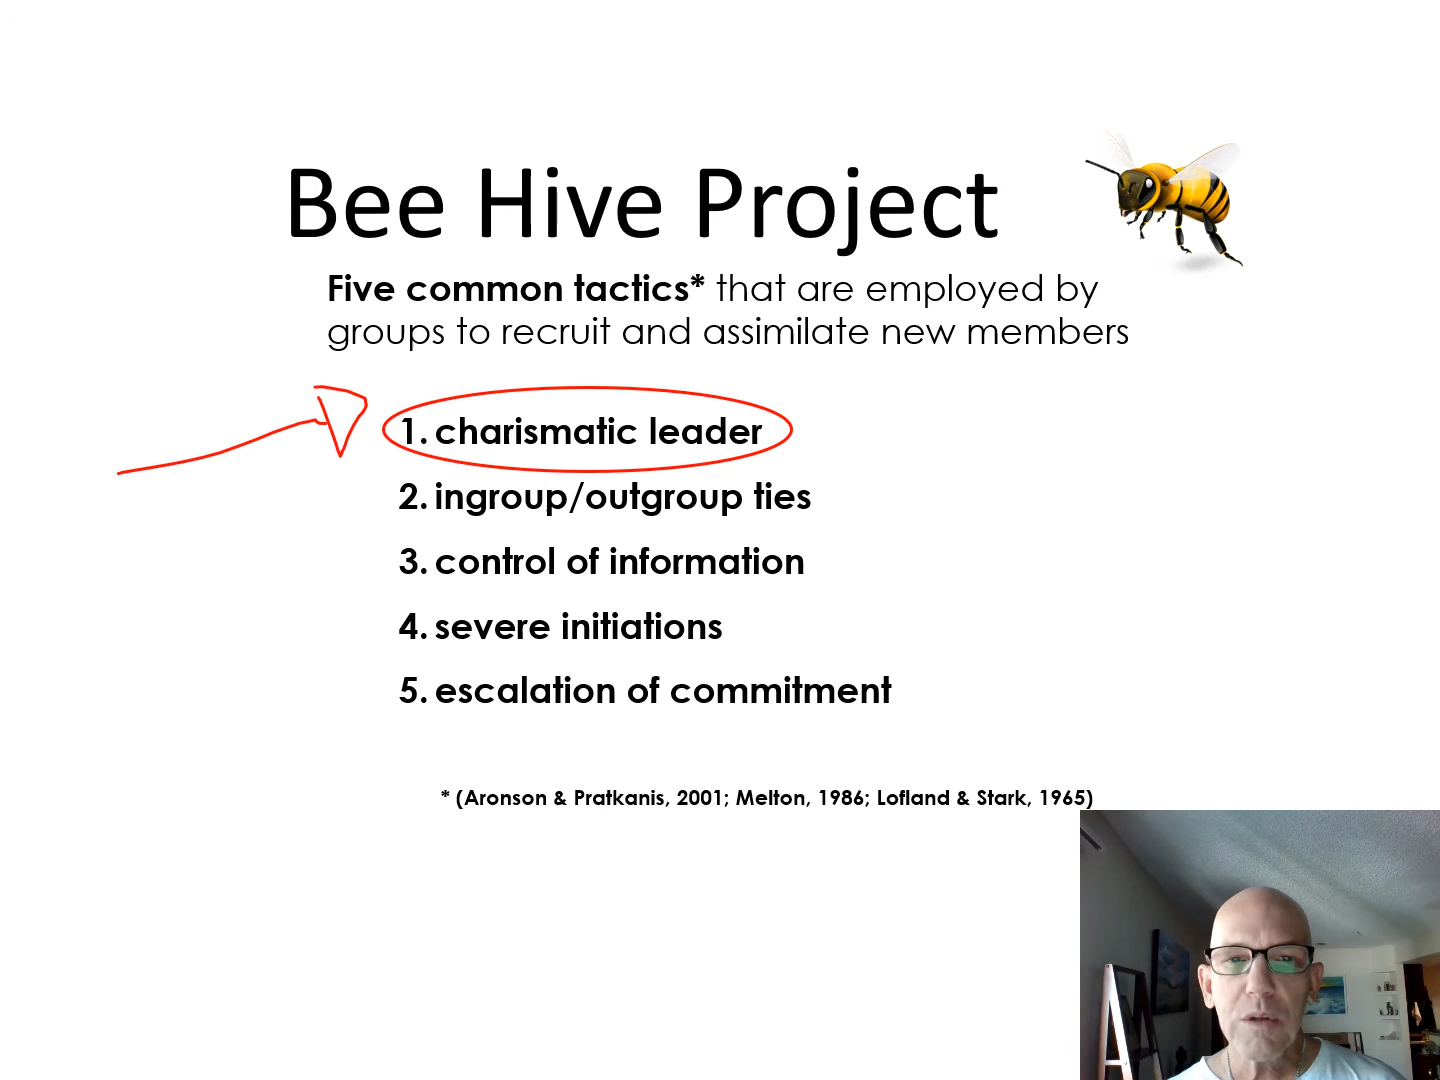 Bee Hive Project
Five common tactics* that are employed by
groups to recruit and assimilate new members
1. charismatic leader
2. ingroup/outgroup ties
3. control of information
4. severe initiations
5. escalation of commitment
* (Aronson & Pratkanis, 2001; Melton, 1986; Lofland & Stark, 1965)